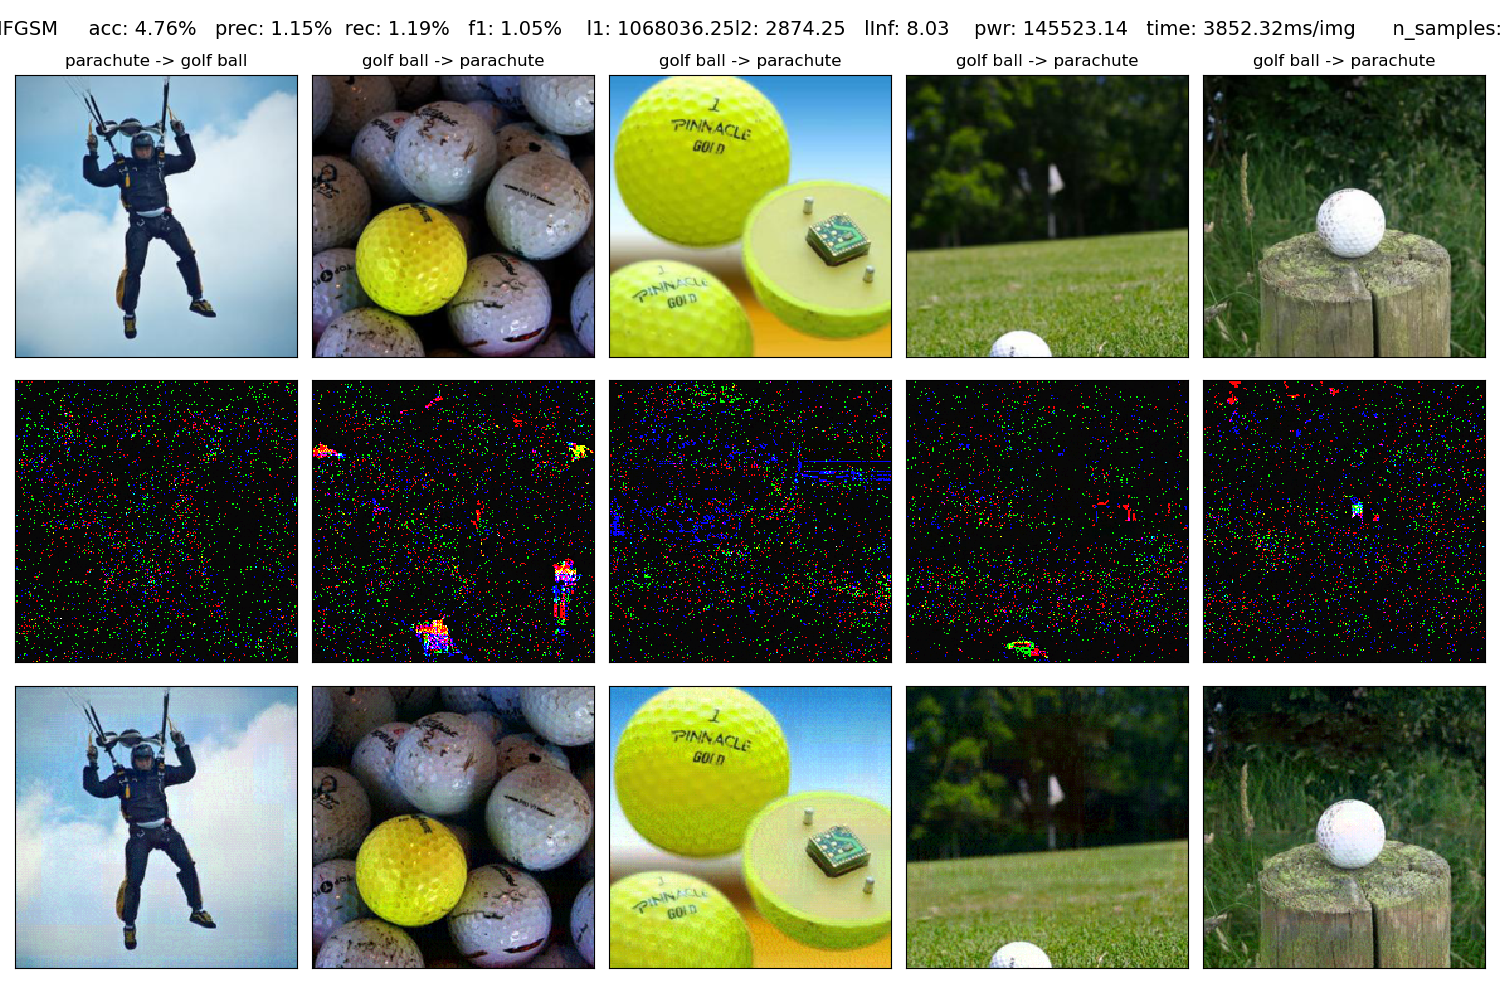 IFGSM acc: 4.76% prec: 1.15% rec: 1.19% f1: 1.05% l1: 1068036.25l2: 2874.25 lInf: 8.03 pwr: 145523.14 time: 3852.32ms/img n_samples:
parachute -> golf ball
golf ball -> parachute
golf ball -> parachute
golf ball -> parachute
golf ball -> parachute
1
PINNACLE
GOLD
PINNACLE
GOLD
1
PINNACLE
GOLD
PINNACLE
GOLD